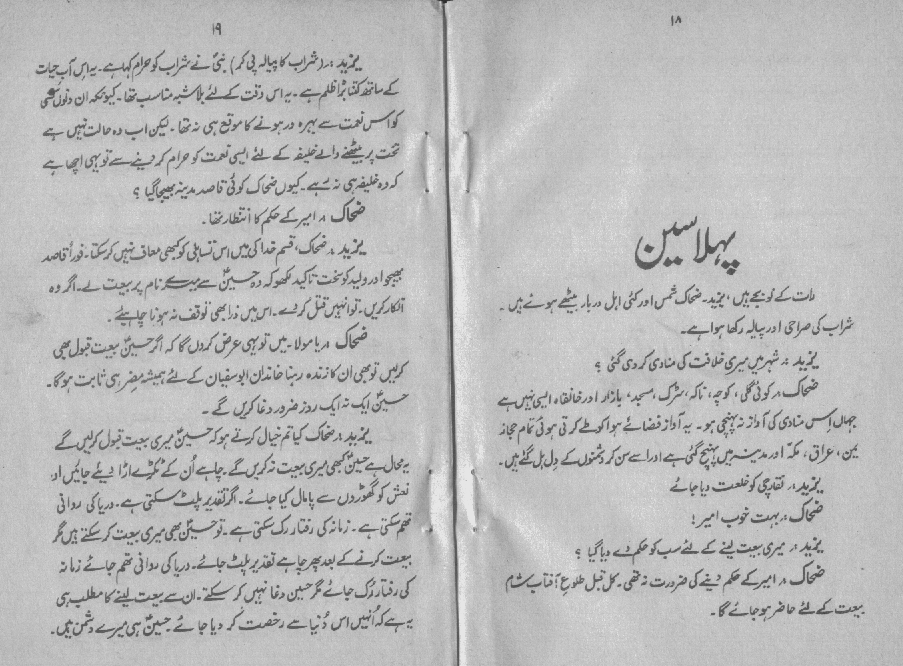 ۱۸
پہلا سین
رات کے نو بجے ہیں، یزید۔ ضحاک شمس اور کئی اہل دربار بیٹھے ہوئے ہیں۔
شراب کی صراحی اور پیالہ رکھا ہوا ہے۔
یزید :۔ شہر میں میری خلافت کی منادی کر دی گئی ؟
ضحاک :۔ کوئی گلی، کوچہ، ناکہ، سڑک، مسجد، بازار اور خانقاہ ایسی نہیں ہے
جہاں اس منادی کی آواز نہ پہنچی ہو۔ یہ آواز فضائے ہوا کو طے کرتی ہوئی تمام حجاز
یمن، عراق، مکہ اور مدینہ میں پہنچ گئی ہے اور اسے سن کر دشمنوں کے دل ہل گئے ہیں۔
یزید :۔ نقارچی کو خلعت دیا جائے
ضحاک :۔ بہت خوب امیر !
یزید :۔ میری بیعت لینے کے لئے سب کو حکم دے دیا گیا ؟
ضحاک :۔ امیر کے حکم دینے کی ضرورت نہ تھی۔ کل قبل طلوع آفتاب شام
بیعت کے لئے حاضر ہو جائے گا۔
۱۹
یزید :۔ (شراب کا پیالہ پی کر) نبیؐ نے شراب کو حرام کہا ہے۔ یہ اس آب حیات
کے ساتھ کتنا بڑا ظلم ہے۔ یہ اس وقت کے لئے بلاشبہ مناسب تھا۔ کیونکہ ان دنوں کسی
کو اس نعمت سے بہرہ ور ہونے کا موقع ہی نہ تھا۔ لیکن اب وہ حالت نہیں ہے
تخت پر بیٹھنے والے خلیفہ کے لئے ایسی نعمت کو حرام کر دینے سے تو یہی اچھا ہے
کہ وہ خلیفہ ہی نہ رہے۔ کیوں ضحاک کوئی قاصد مدینہ بھیجا گیا ؟
ضحاک :۔ امیر کے حکم کا انتظار تھا۔
یزید :۔ ضحاک، قسم خدا کی میں اس تساہلی کو کبھی معاف نہیں کر سکتا۔ فوراً قاصد
بھیجو اور ولید کو سخت تاکید لکھو کہ وہ حسینؑ سے میرے نام پر بیعت لے۔ اگر وہ
انکار کریں۔ تو انہیں قتل کر دے۔ اس میں ذرا بھی توقف نہ ہونا چاہیئے۔
ضحاک :۔ یا مولا۔ میں تو یہی عرض کروں گا کہ اگر حسینؑ بیعت قبول بھی
کر لیں تو بھی ان کا زندہ رہنا خاندان ابوسفیان کے لئے ہمیشہ مضر ہی ثابت ہو گا۔
حسینؑ ایک نہ ایک روز ضرور دغا کریں گے۔
یزید :۔ ضحاک کیا تم خیال کرتے ہو کہ حسینؑ میری بیعت قبول کر لیں گے
یہ محال ہے حسینؑ کبھی میری بیعت نہ کریں گے۔ چاہے اُن کے ٹکڑے اڑا دیئے جائیں اور
نعش کو گھوڑوں سے پامال کیا جائے۔ اگر تقدیر پلٹ سکتی ہے۔ دریا کی روانی
تھم سکتی ہے۔ زمانہ کی رفتار رک سکتی ہے۔ تو حسینؑ بھی میری بیعت کر سکتے ہیں مگر
بیعت کرنے کے بعد پھر چاہے تقدیر پلٹ جائے۔ دریا کی روانی تھم جائے زمانہ
کی رفتار رُک جائے مگر حسین دغا نہیں کر سکتے۔ ان سے بیعت لینے کا مطلب ہی
یہ ہے کہ اُنہیں اس دُنیا سے رخصت کر دیا جائے۔ حسینؑ ہی میرے دشمن ہیں۔